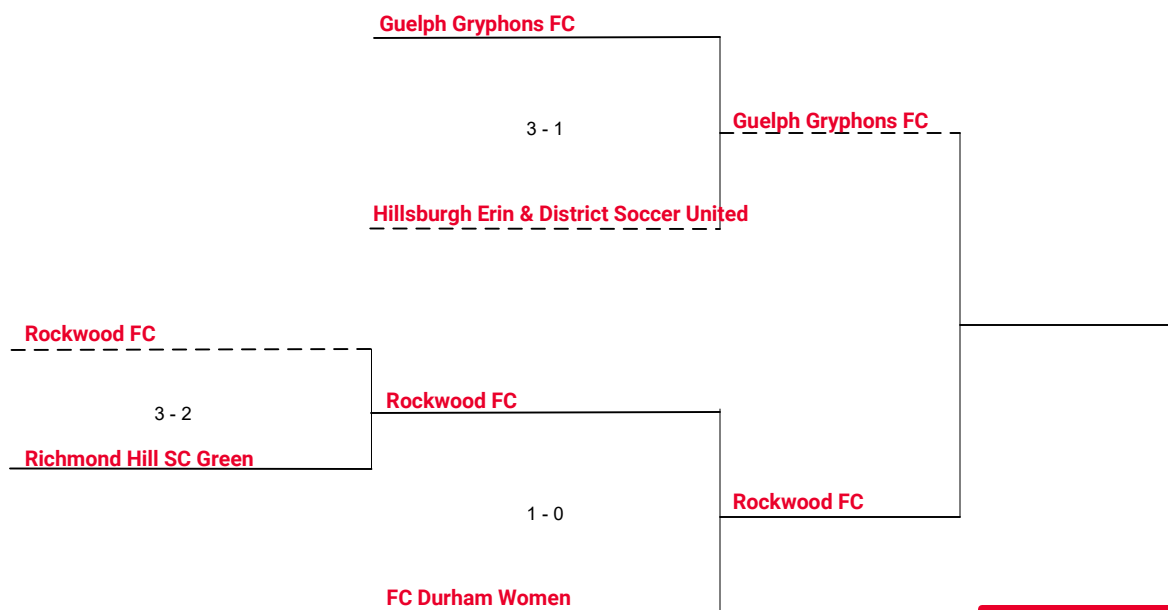 Guelph Gryphons FC
3 - 1
Guelph Gryphons FC
Hillsburgh Erin & District Soccer United
Rockwood FC
3 - 2
Rockwood FC
Richmond Hill SC Green
1 - 0
Rockwood FC
FC Durham Women